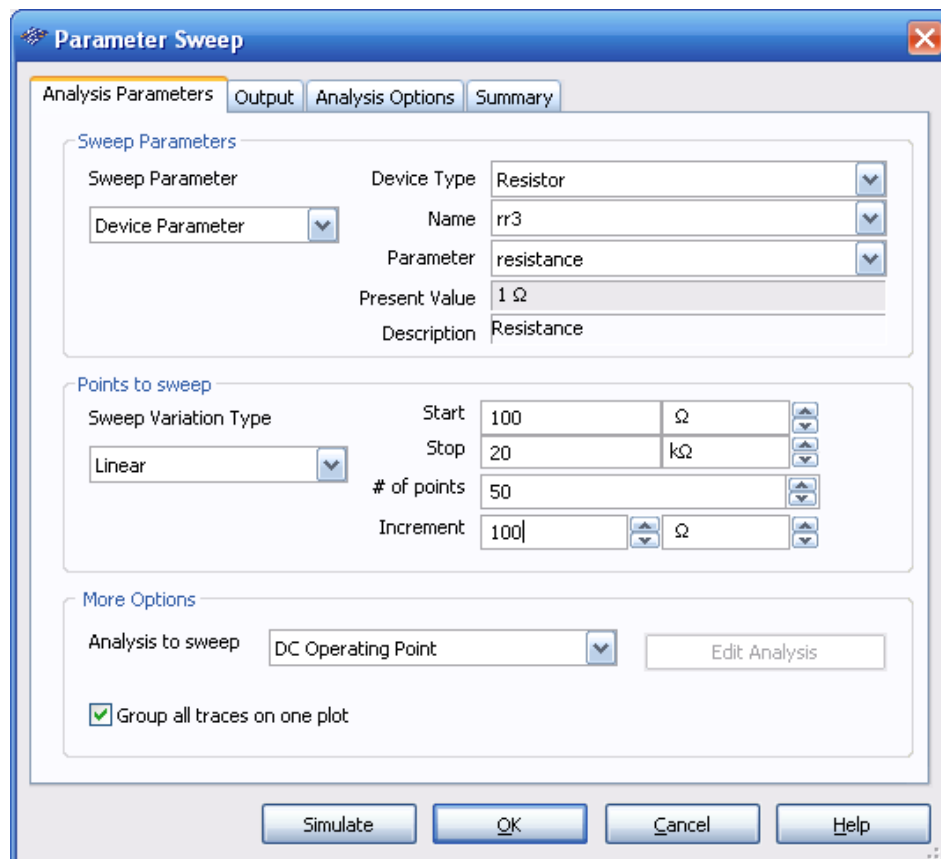 Parameter Sweep
Analysis Parameters Output Analysis Options Summary
Sweep Parameters
Sweep Parameter
Device Parameter
Device Type Resistor
Name rr3
Parameter resistance
Present Value 1 Ω
Description Resistance
Points to sweep
Sweep Variation Type
Linear
Start 100 Ω
Stop 20 kΩ
# of points 50
Increment 100 Ω
More Options
Analysis to sweep DC Operating Point Edit Analysis
Group all traces on one plot
Simulate OK Cancel Help